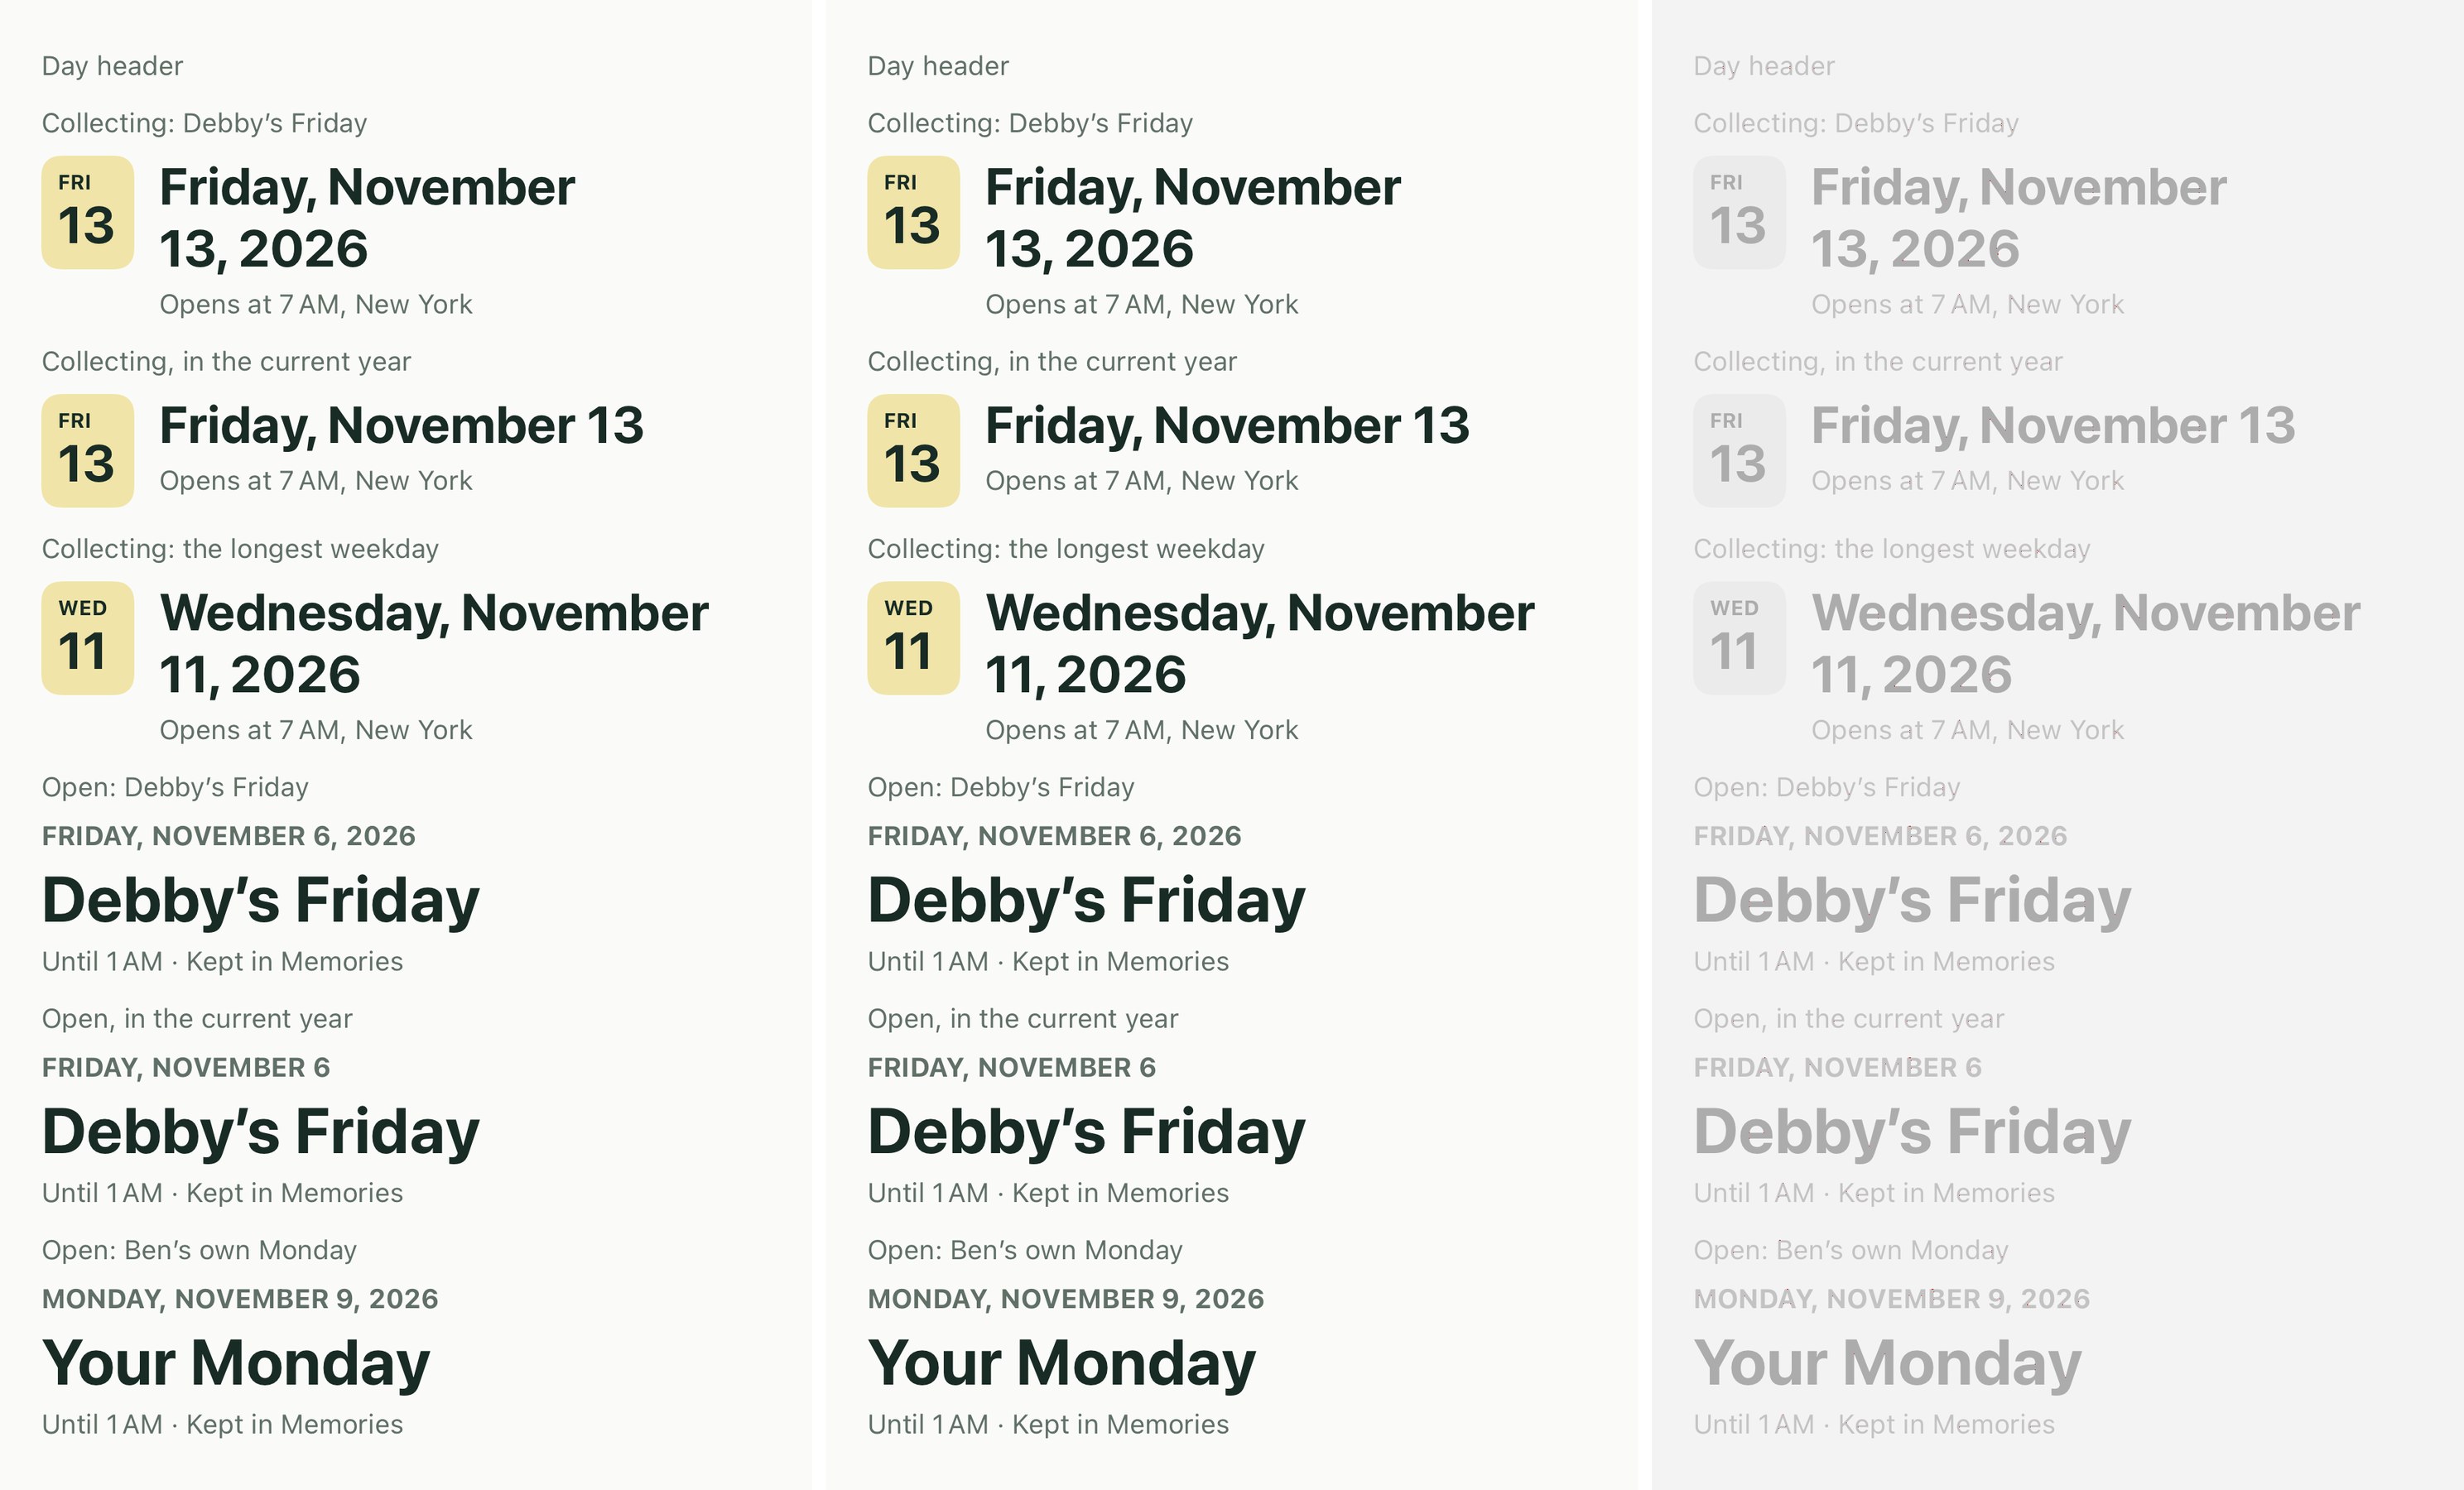 Day header
Collecting: Debby’s Friday
FRI
13
Friday, November
13, 2026
Opens at 7 AM, New York
Collecting, in the current year
FRI
13
Friday, November 13
Opens at 7 AM, New York
Collecting: the longest weekday
WED
11
Wednesday, November
11, 2026
Opens at 7 AM, New York
Open: Debby’s Friday
FRIDAY, NOVEMBER 6, 2026
Debby’s Friday
Until 1 AM · Kept in Memories
Open, in the current year
FRIDAY, NOVEMBER 6
Debby’s Friday
Until 1 AM · Kept in Memories
Open: Ben’s own Monday
MONDAY, NOVEMBER 9, 2026
Your Monday
Until 1 AM · Kept in Memories
Day header
Collecting: Debby’s Friday
FRI
13
Friday, November
13, 2026
Opens at 7 AM, New York
Collecting, in the current year
FRI
13
Friday, November 13
Opens at 7 AM, New York
Collecting: the longest weekday
WED
11
Wednesday, November
11, 2026
Opens at 7 AM, New York
Open: Debby’s Friday
FRIDAY, NOVEMBER 6, 2026
Debby’s Friday
Until 1 AM · Kept in Memories
Open, in the current year
FRIDAY, NOVEMBER 6
Debby’s Friday
Until 1 AM · Kept in Memories
Open: Ben’s own Monday
MONDAY, NOVEMBER 9, 2026
Your Monday
Until 1 AM · Kept in Memories
Day header
Collecting: Debby’s Friday
FRI
13
Friday, November
13, 2026
Opens at 7 AM, New York
Collecting, in the current year
FRI
13
Friday, November 13
Opens at 7 AM, New York
Collecting: the longest weekday
WED
11
Wednesday, November
11, 2026
Opens at 7 AM, New York
Open: Debby’s Friday
FRIDAY, NOVEMBER 6, 2026
Debby’s Friday
Until 1 AM · Kept in Memories
Open, in the current year
FRIDAY, NOVEMBER 6
Debby’s Friday
Until 1 AM · Kept in Memories
Open: Ben’s own Monday
MONDAY, NOVEMBER 9, 2026
Your Monday
Until 1 AM · Kept in Memories